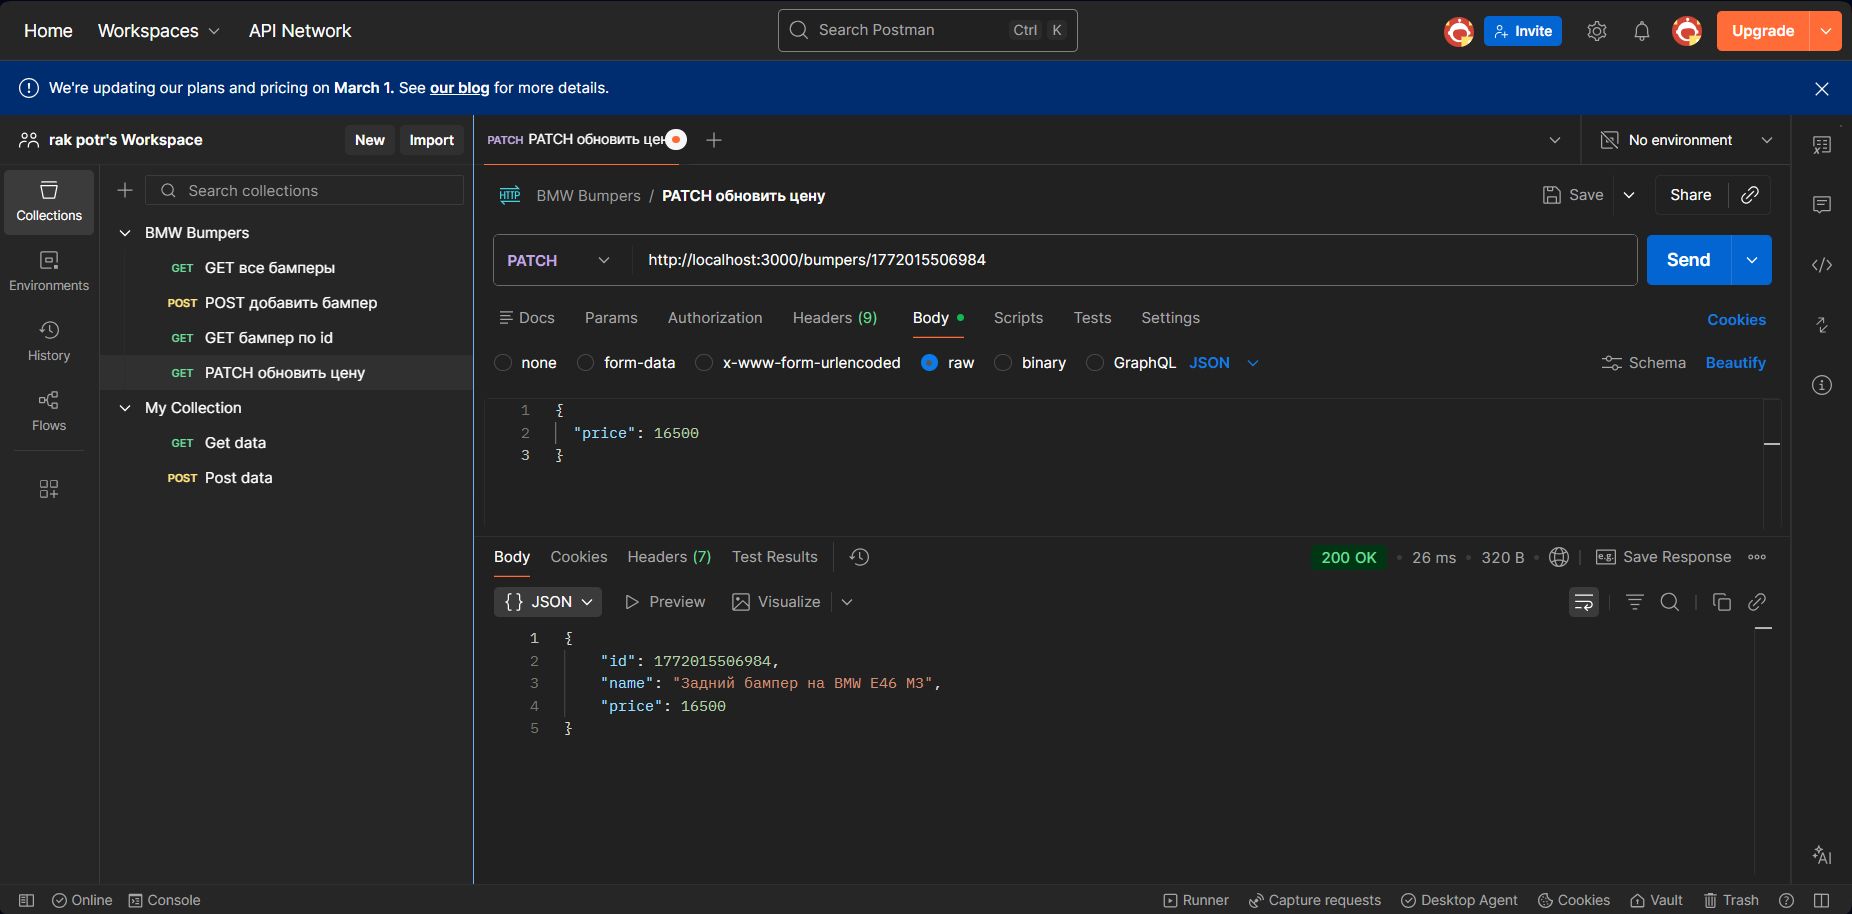 Home Workspaces API Network Search Postman Ctrl K Invite Upgrade
We're updating our plans and pricing on March 1. See our blog for more details.
rak potr's Workspace New Import
PATCH PATCH обновить цен
No environment
Collections
Environments
History
Flows
Search collections
BMW Bumpers
GET GET все бамперы
POST POST добавить бампер
GET GET бампер по id
GET PATCH обновить цену
My Collection
GET Get data
POST Post data
HTTP BMW Bumpers / PATCH обновить цену Save Share
PATCH http://localhost:3000/bumpers/1772015506984 Send
Docs Params Authorization Headers (9) Body Scripts Tests Settings Cookies
none form-data x-www-form-urlencoded raw binary GraphQL JSON Schema Beautify
1 {
2 "price": 16500
3 }
Body Cookies Headers (7) Test Results 200 OK 26 ms 320 B e.g. Save Response
{} JSON Preview Visualize
1 {
2 "id": 1772015506984,
3 "name": "Задний бампер на BMW E46 M3",
4 "price": 16500
5 }
AI
Online Console Runner Capture requests Desktop Agent Cookies Vault Trash